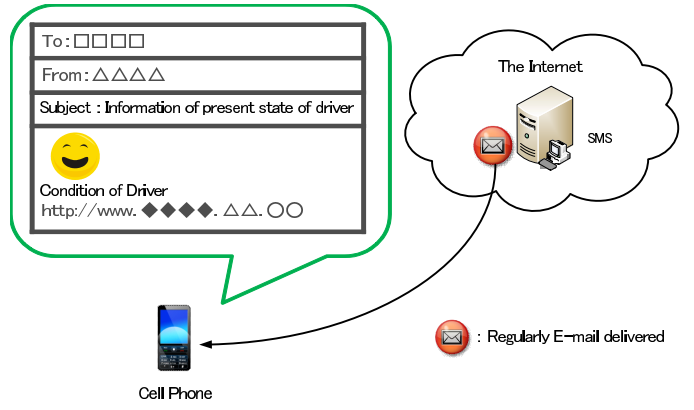 To:□□□□
From:△△△△
Subject : Information of present state of driver
Condition of Driver
http://www.◆◆◆◆.△△.○○
The Internet
SMS
: Regularly E-mail delivered
Cell Phone